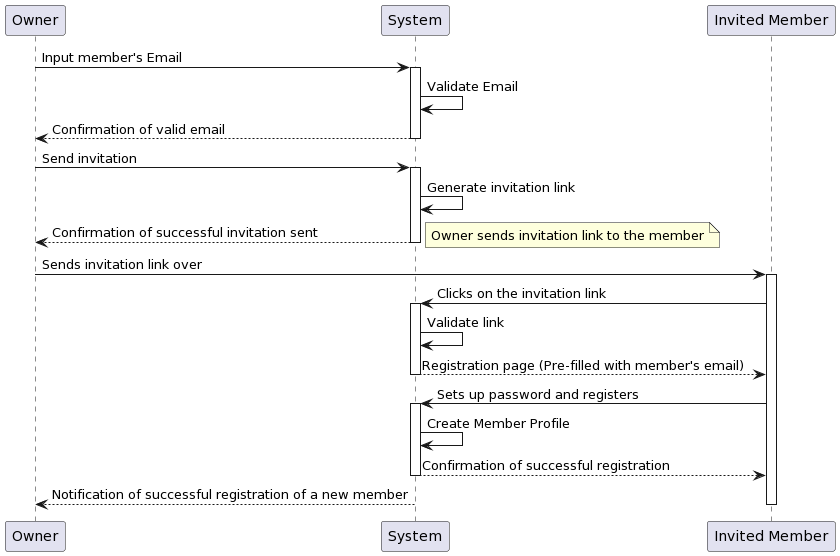 Owner
System
Invited Member
Input member's Email
Validate Email
Confirmation of valid email
Send invitation
Generate invitation link
Confirmation of successful invitation sent
Owner sends invitation link to the member
Sends invitation link over
Clicks on the invitation link
Validate link
Registration page (Pre-filled with member's email)
Sets up password and registers
Create Member Profile
Confirmation of successful registration
Notification of successful registration of a new member
Owner
System
Invited Member